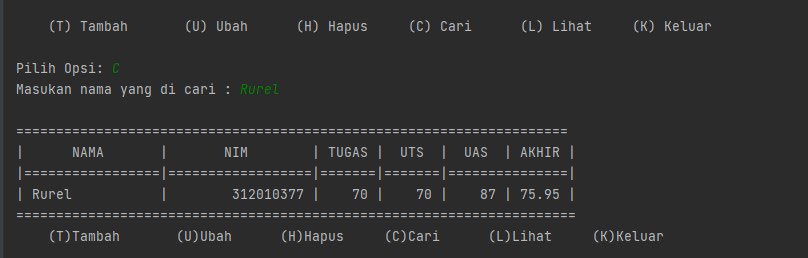 (T) Tambah (U) Ubah (H) Hapus (C) Cari (L) Lihat (K) Keluar
Pilih Opsi: C
Masukan nama yang di cari : Rurel
=====================================================================
| NAMA | NIM | TUGAS | UTS | UAS | AKHIR |
|=================|==================|=======|=======|===============|
| Rurel | 312010377 | 70 | 70 | 87 | 75.95 |
======================================================================
(T)Tambah (U)Ubah (H)Hapus (C)Cari (L)Lihat (K)Keluar